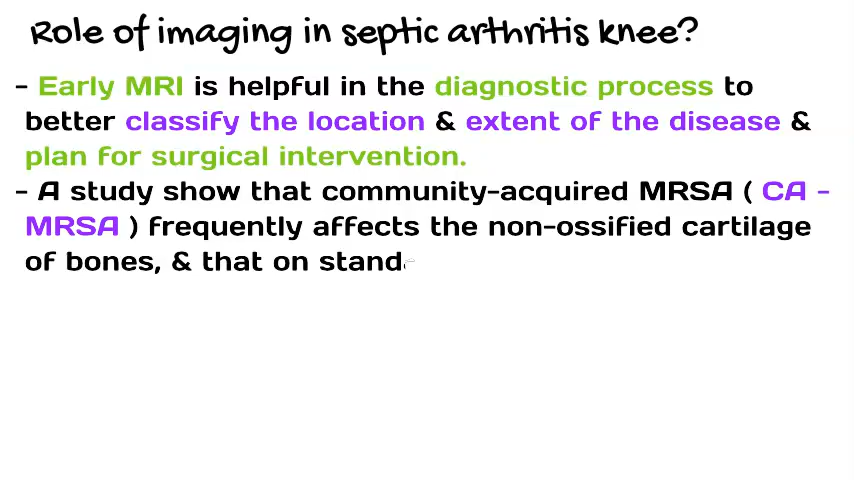 Role of imaging in septic arthritis knee?
- Early MRI is helpful in the diagnostic process to
better classify the location & extent of the disease &
plan for surgical intervention.
- A study show that community-acquired MRSA ( CA -
MRSA ) frequently affects the non-ossified cartilage
of bones, & that on stand